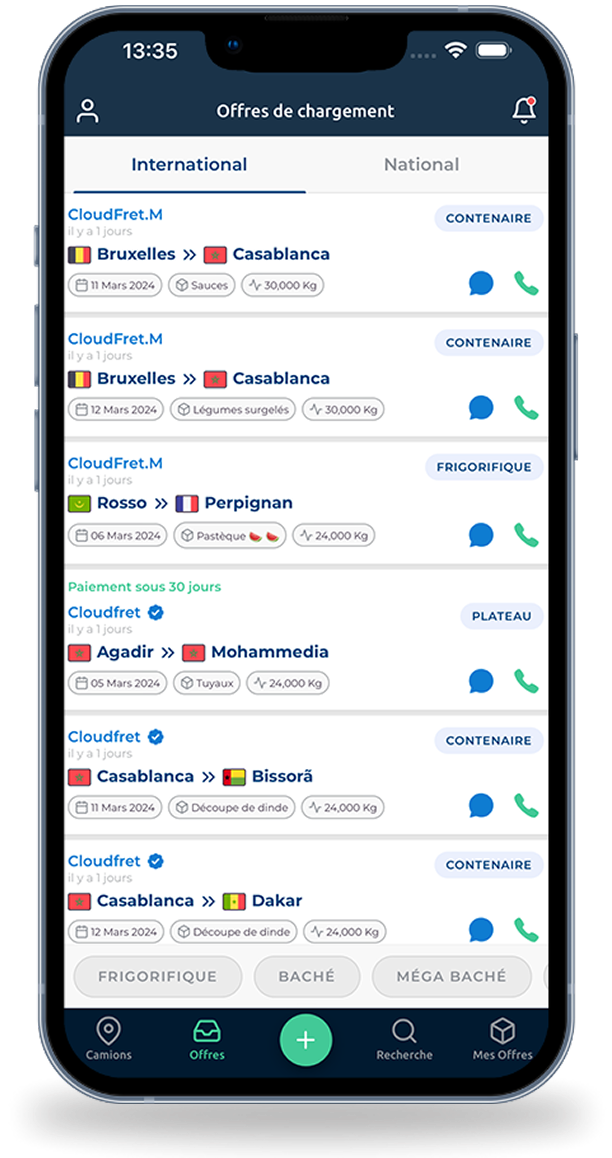 13:35
Offres de chargement
International National
CloudFret.M CONTENAIRE
il y a 1 jours
Bruxelles >> Casablanca
11 Mars 2024 Sauces 30,000 Kg
CloudFret.M CONTENAIRE
il y a 1 jours
Bruxelles >> Casablanca
12 Mars 2024 Légumes surgelés 30,000 Kg
CloudFret.M FRIGORIFIQUE
il y a 1 jours
Rosso >> Perpignan
06 Mars 2024 Pastèque 🍉 🍉 24,000 Kg
Paiement sous 30 jours
Cloudfret PLATEAU
il y a 1 jours
Agadir >> Mohammedia
05 Mars 2024 Tuyaux 24,000 Kg
Cloudfret CONTENAIRE
il y a 1 jours
Casablanca >> Bissorã
11 Mars 2024 Découpe de dinde 24,000 Kg
Cloudfret CONTENAIRE
il y a 1 jours
Casablanca >> Dakar
12 Mars 2024 Découpe de dinde 24,000 Kg
FRIGORIFIQUE BACHÉ MÉGA BACHÉ
Camions Offres Recherche Mes Offres